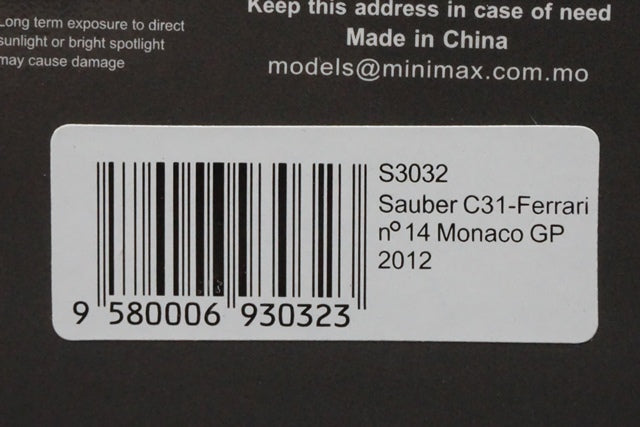 Long term exposure to direct
sunlight or bright spotlight
may cause damage
Keep this address in case of need
Made in China
models@minimax.com.mo
S3032
Sauber C31-Ferrari
nº14 Monaco GP
2012
9 580006 930323